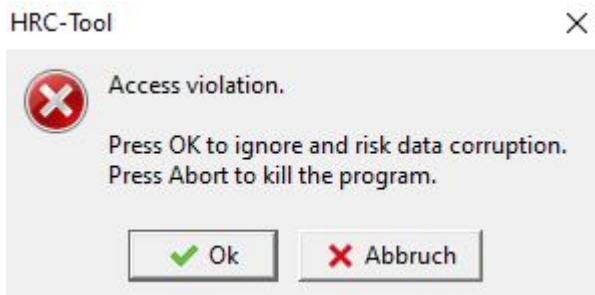 HRC-Tool
Access violation.
Press OK to ignore and risk data corruption.
Press Abort to kill the program.
Ok
Abbruch